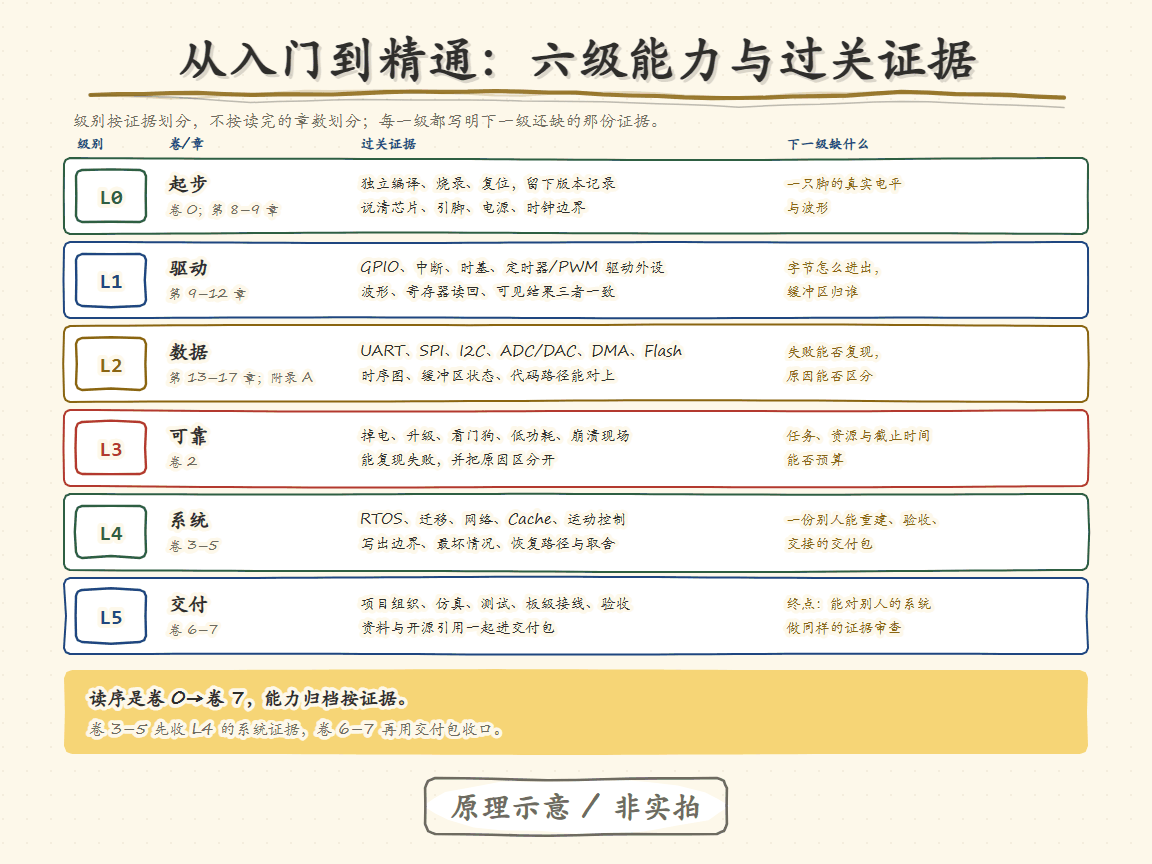 从入门到精通：六级能力与过关证据
级别按证据划分，不按读完的章数划分；每一级都写明下一级还缺的那份证据。
级别 卷/章 过关证据 下一级缺什么
L0
起步
卷 0；第 8–9 章
独立编译、烧录、复位，留下版本记录
说清芯片、引脚、电源、时钟边界
一只脚的真实电平
与波形
L1
驱动
第 9–12 章
GPIO、中断、时基、定时器/PWM 驱动外设
波形、寄存器读回、可见结果三者一致
字节怎么进出，
缓冲区归谁
L2
数据
第 13–17 章；附录 A
UART、SPI、I2C、ADC/DAC、DMA、Flash
时序图、缓冲区状态、代码路径能对上
失败能否复现，
原因能否区分
L3
可靠
卷 2
掉电、升级、看门狗、低功耗、崩溃现场
能复现失败，并把原因区分开
任务、资源与截止时间
能否预算
L4
系统
卷 3–5
RTOS、迁移、网络、Cache、运动控制
写出边界、最坏情况、恢复路径与取舍
一份别人能重建、验收、
交接的交付包
L5
交付
卷 6–7
项目组织、仿真、测试、板级接线、验收
资料与开源引用一起进交付包
终点：能对别人的系统
做同样的证据审查
读序是卷 0→卷 7，能力归档按证据。
卷 3–5 先收 L4 的系统证据，卷 6–7 再用交付包收口。
原理示意 / 非实拍